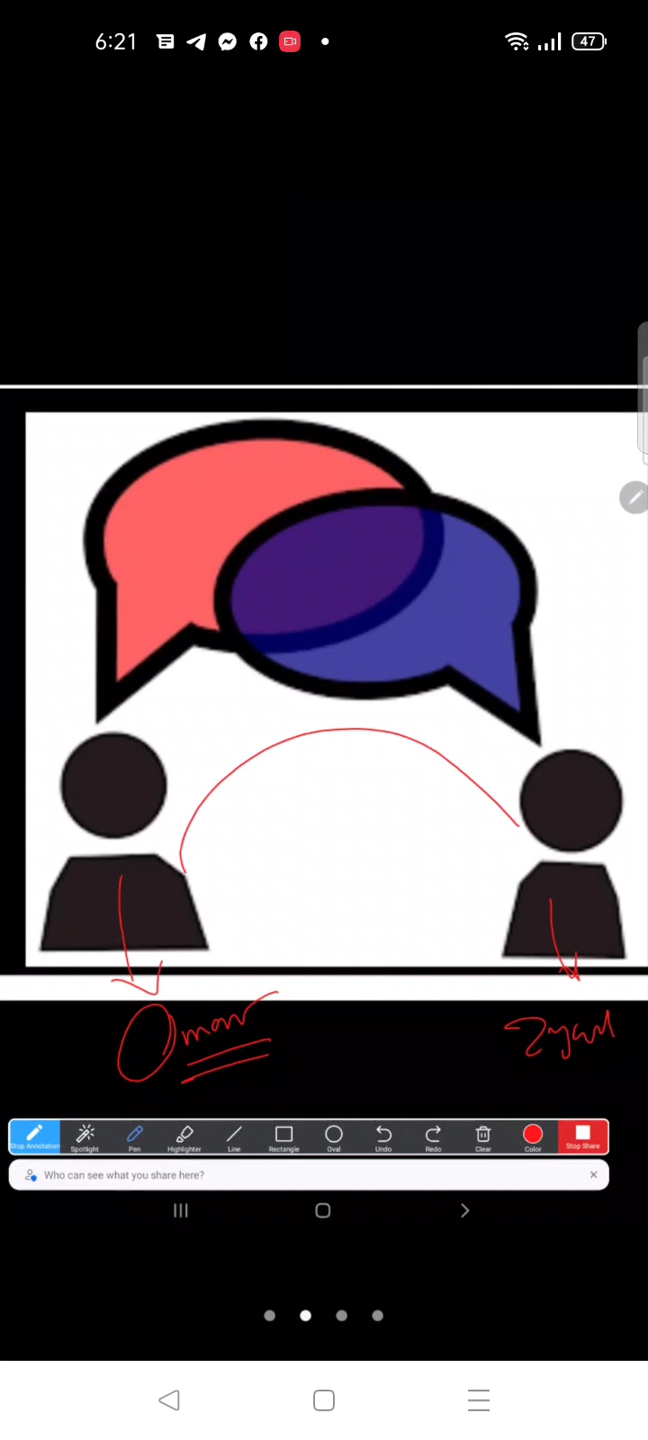 6:21
47
Omar
Zyad
Stop Annotation Spotlight Pen Highlighter Line Rectangle Oval Undo Redo Clear Color Stop Share
Who can see what you share here?